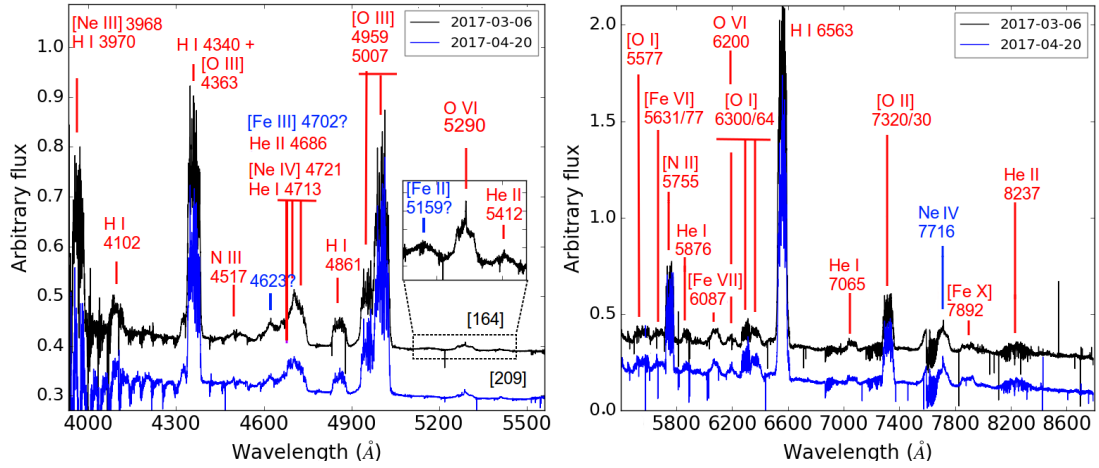 [Ne III] 3968
H I 3970
H I 4340 +
[O III]
4363
[O III]
4959
5007
2017-03-06
2017-04-20
[Fe III] 4702?
He II 4686
[Ne IV] 4721
He I 4713
O VI
5290
[Fe II]
5159?
He II
5412
H I
4102
N III
4517
4623?
H I
4861
[164]
[209]
Arbitrary flux
1.0
0.9
0.8
0.7
0.6
0.5
0.4
0.3
4000
4300
4600
4900
5200
5500
Wavelength (Å)
[O I]
5577
O VI
6200
H I 6563
2017-03-06
2017-04-20
[Fe VI]
5631/77
[O I]
6300/64
[O II]
7320/30
[N II]
5755
He I
5876
[Fe VII]
6087
He I
7065
Ne IV
7716
[Fe X]
7892
He II
8237
Arbitrary flux
2.0
1.5
1.0
0.5
0.0
5800
6200
6600
7000
7400
7800
8200
8600
Wavelength (Å)